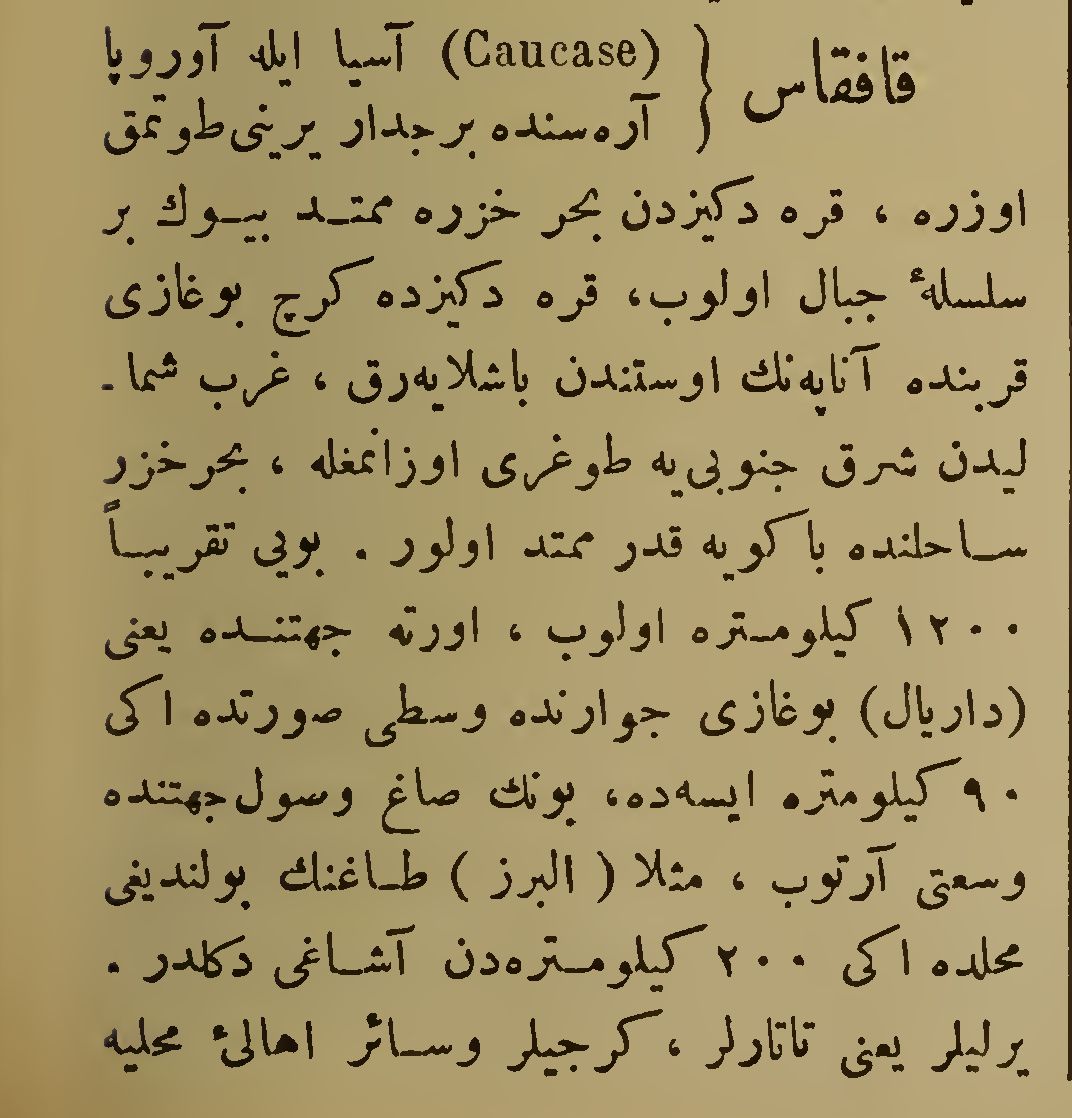 قافقاس { (Caucase) آسيا ايله آوروپا
آره‌سنده برجدار يرينی طوتمق
اوزره ، قره دكيزدن بحر خزره ممتد بيوك بر
سلسلهٔ جبال اولوب، قره دكيزده كرچ بوغازی
قربنده آناپه‌نك اوستندن باشلايه‌رق ، غرب شما-
ليدن شرق جنوبی‌يه طوغری اوزانمغله ، بحرخزر
ساحلنده باكويه قدر ممتد اولور . بويی تقريباً
۱۲۰۰ كيلومتره اولوب ، اورته جهتنده يعنی
(داريال) بوغازی جوارنده وسطی صورتده اكی
۹۰ كيلومتره ايسه‌ده، بونك صاغ وسول جهتنده
وسعتی آرتوب ، مثلا ( البرز ) طاغنك بولنديغی
محلده اكی ۲۰۰ كيلومتره‌دن آشاغی دكلدر .
يرليلر يعنی تاتارلر ، كرجيلر وسائر اهالیٔ محليه